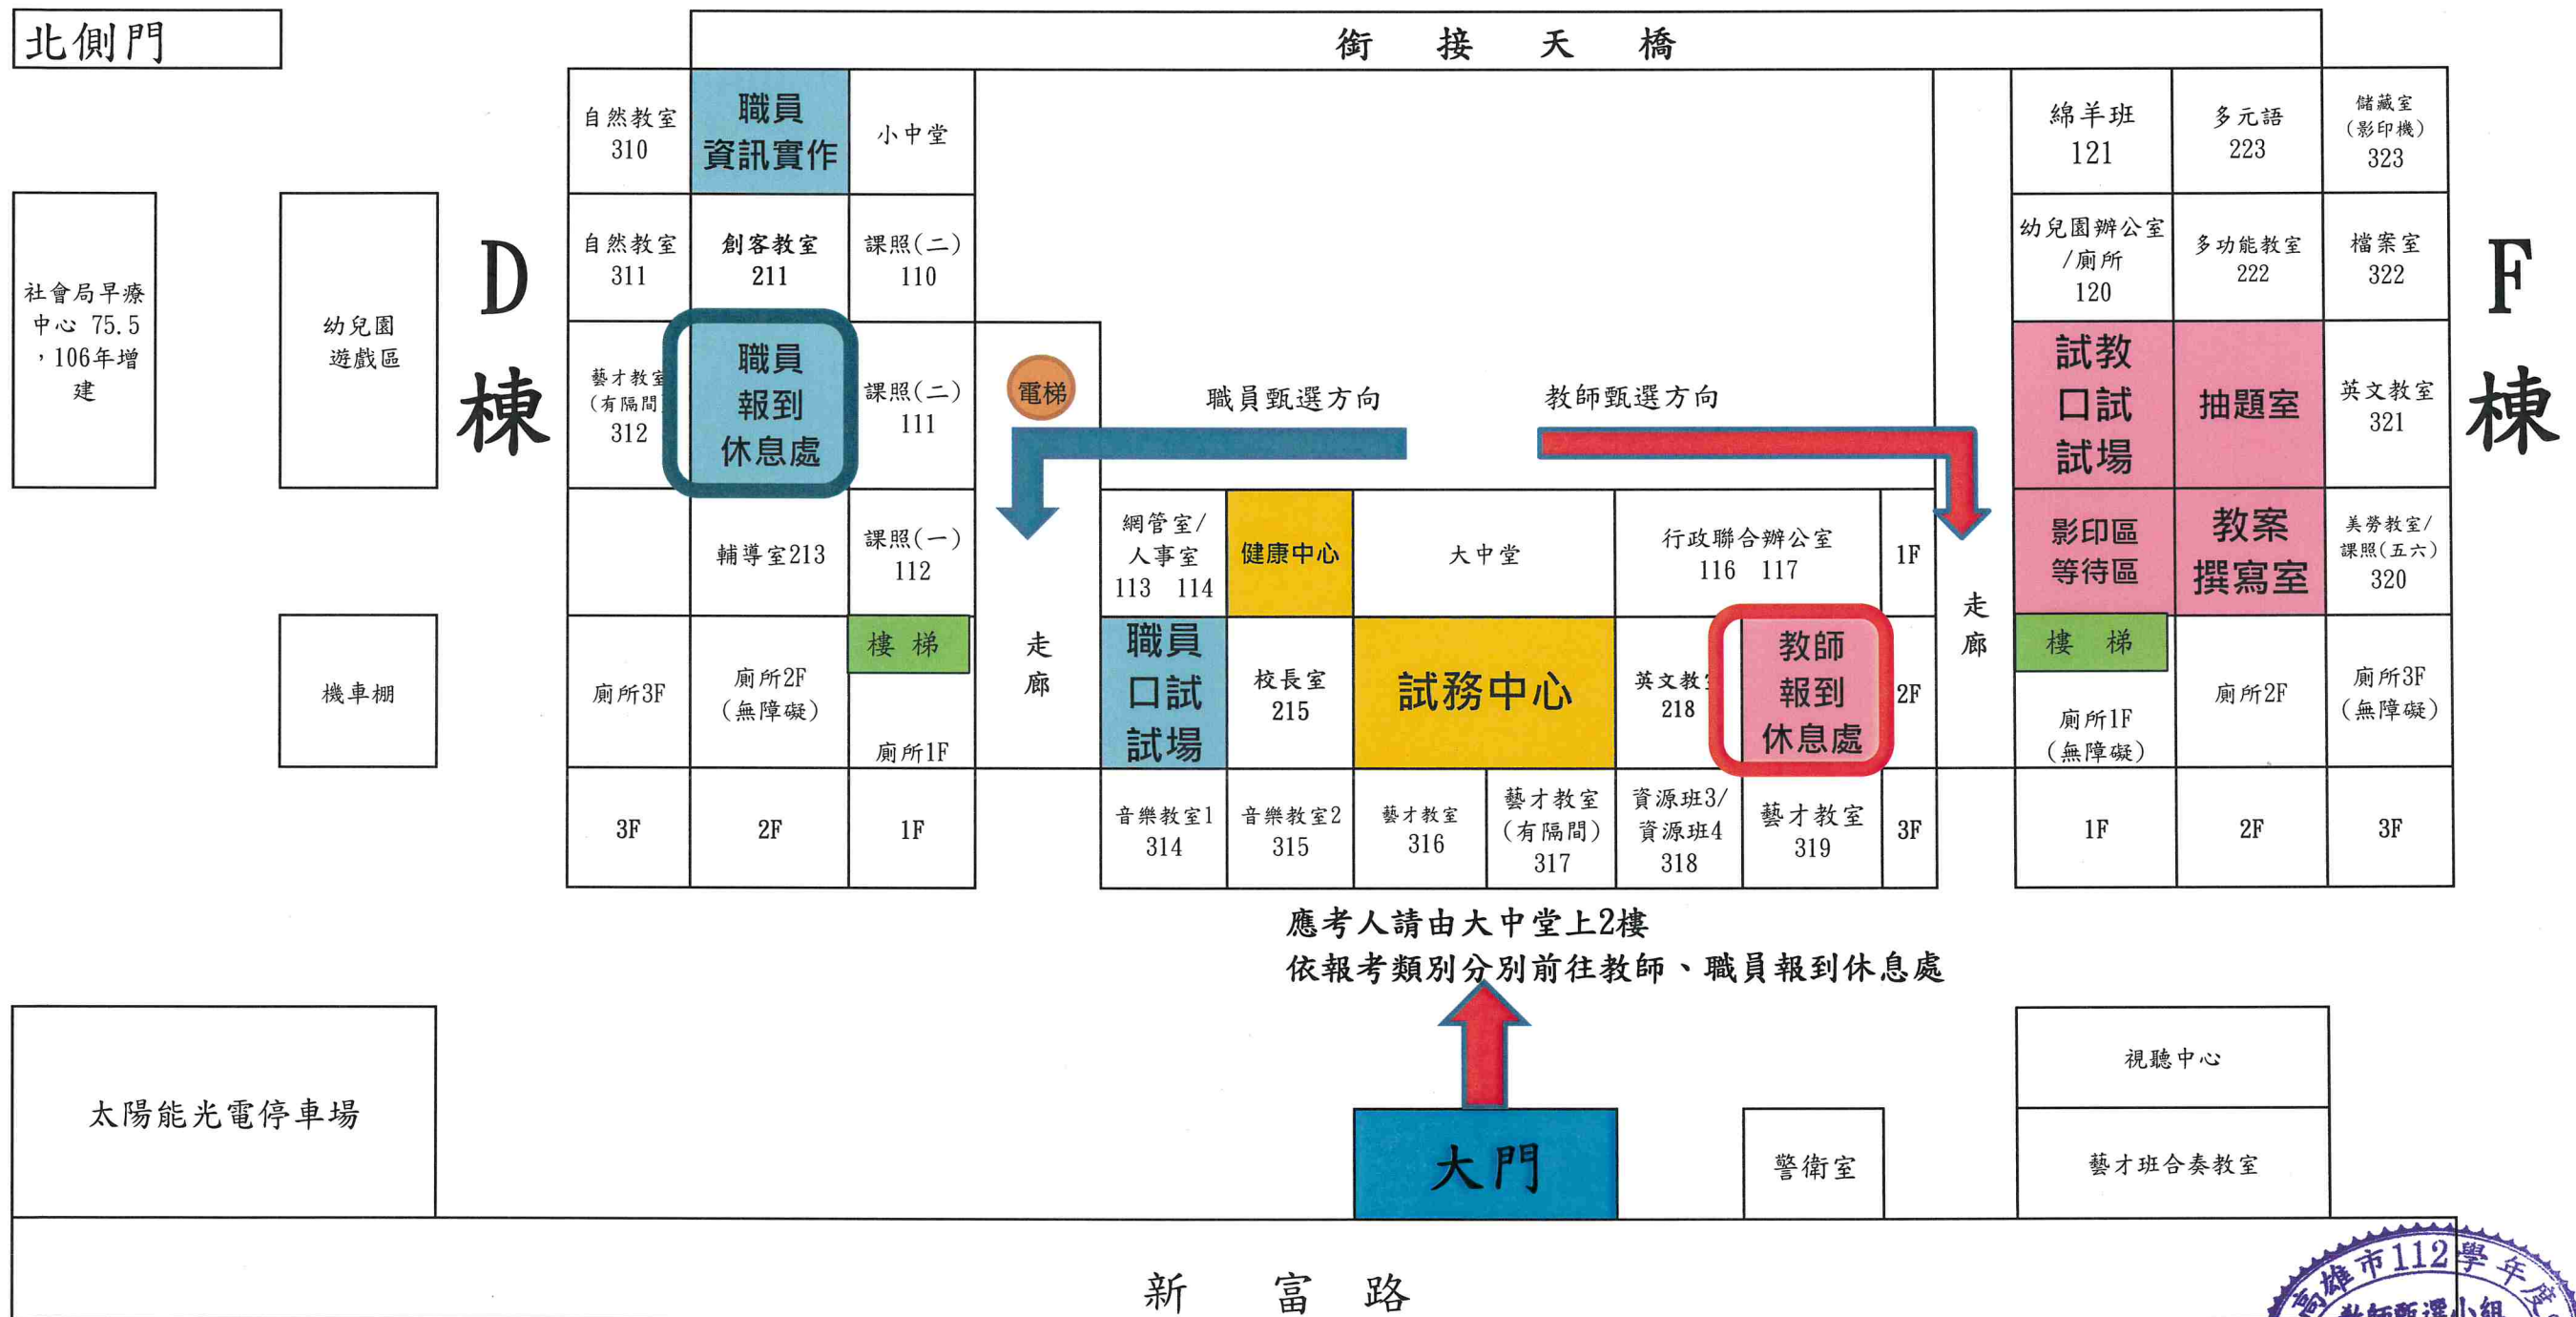 北側門
銜接天橋
自然教室
310
職員
資訊實作
小中堂
綿羊班
121
多元語
223
儲藏室
(影印機)
323
社會局早療
中心 75.5
，106年增
建
幼兒園
遊戲區
D
棟
自然教室
311
創客教室
211
課照(二)
110
幼兒園辦公室
/廁所
120
多功能教室
222
檔案室
322
F
棟
藝才教室
(有隔間
312
職員
報到
休息處
課照(二)
111
電梯
職員甄選方向
教師甄選方向
試教
口試
試場
抽題室
英文教室
321
輔導室213
課照(一)
112
網管室/
人事室
113 114
健康中心
大中堂
行政聯合辦公室
116 117
1F
影印區
等待區
教案
撰寫室
美勞教室/
課照(五六)
320
機車棚
廁所3F
廁所2F
(無障礙)
樓梯
廁所1F
走
廊
職員
口試
試場
校長室
215
試務中心
英文教
218
教師
報到
休息處
2F
走
廊
樓梯
廁所1F
(無障礙)
廁所2F
廁所3F
(無障礙)
3F
2F
1F
音樂教室1
314
音樂教室2
315
藝才教室
316
藝才教室
(有隔間)
317
資源班3/
資源班4
318
藝才教室
319
3F
1F
2F
3F
應考人請由大中堂上2樓
依報考類別分別前往教師、職員報到休息處
太陽能光電停車場
大門
警衛室
視聽中心
藝才班合奏教室
新富路
高雄市112學年度
教師甄選小組